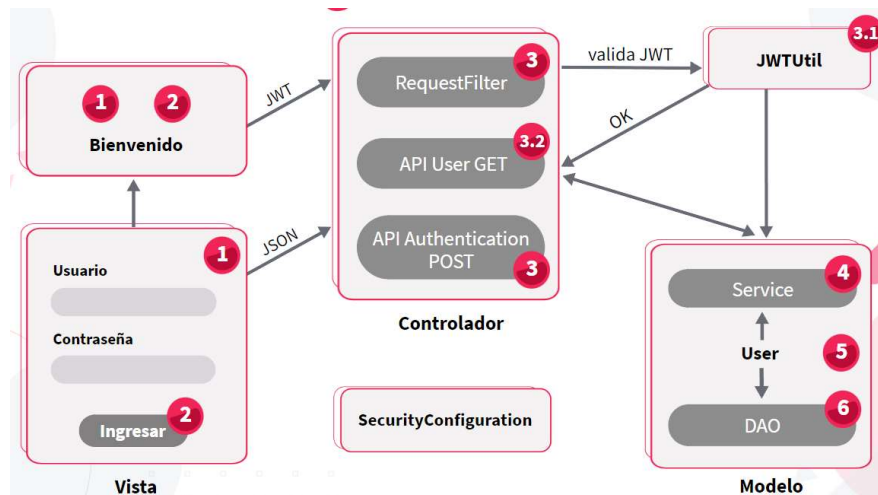 1
2
Bienvenido
JWT
3
RequestFilter
valida JWT
3.1
JWTUtil
OK
3.2
API User GET
API Authentication
POST
3
Controlador
JSON
1
Usuario
Contraseña
2
Ingresar
Vista
SecurityConfiguration
4
Service
User
5
6
DAO
Modelo